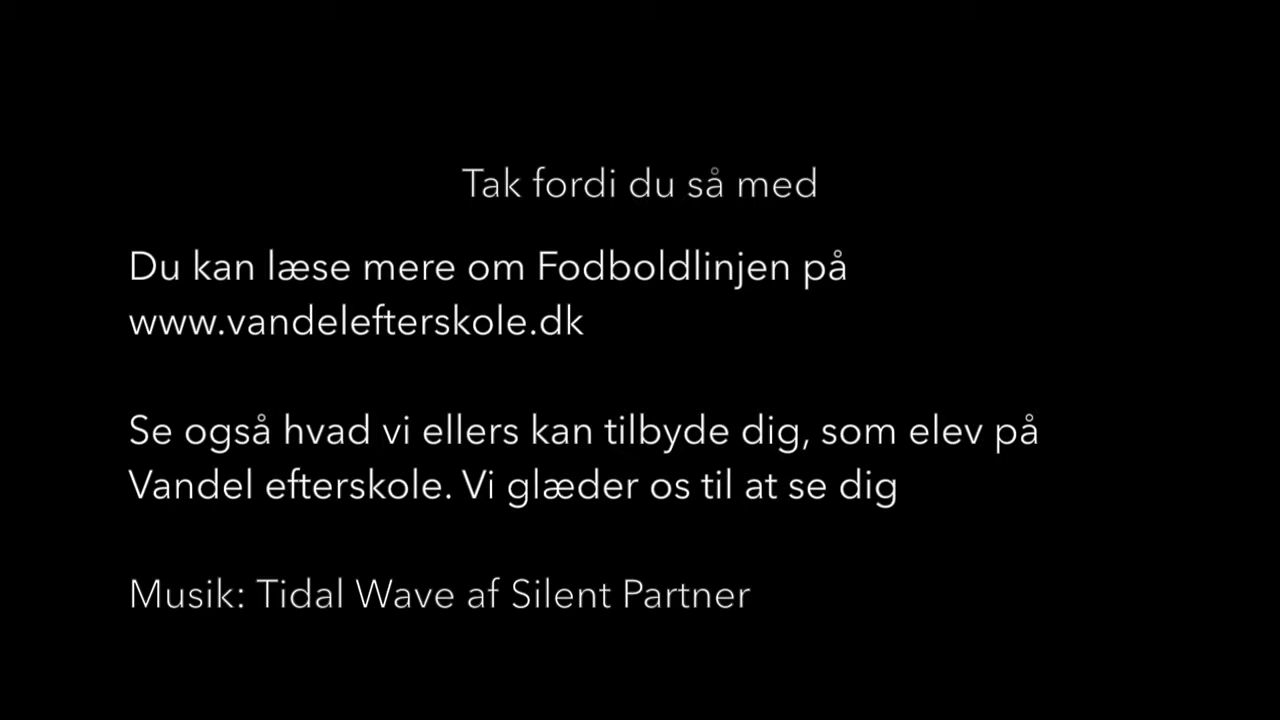 Tak fordi du så med
Du kan læse mere om Fodboldlinjen på
www.vandelefterskole.dk
Se også hvad vi ellers kan tilbyde dig, som elev på
Vandel efterskole. Vi glæder os til at se dig
Musik: Tidal Wave af Silent Partner